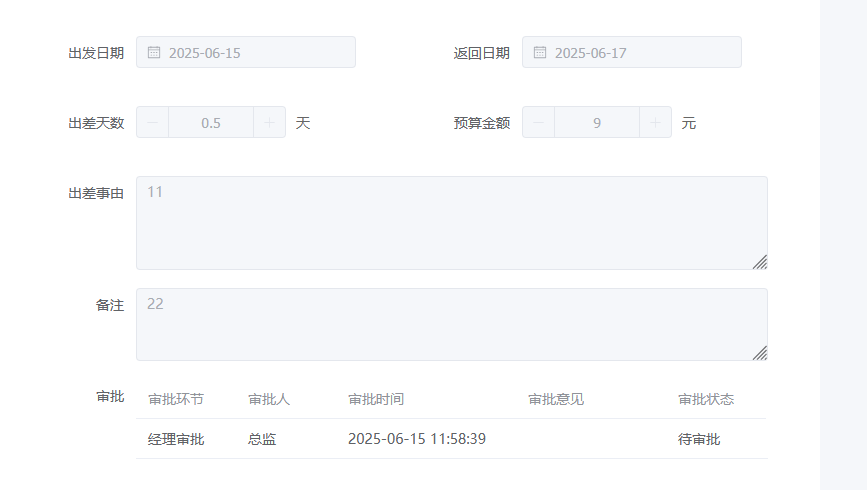 出发日期 2025-06-15 返回日期 2025-06-17
出差天数 0.5 天 预算金额 9 元
出差事由 11
备注 22
审批 审批环节 审批人 审批时间 审批意见 审批状态
经理审批 总监 2025-06-15 11:58:39 待审批